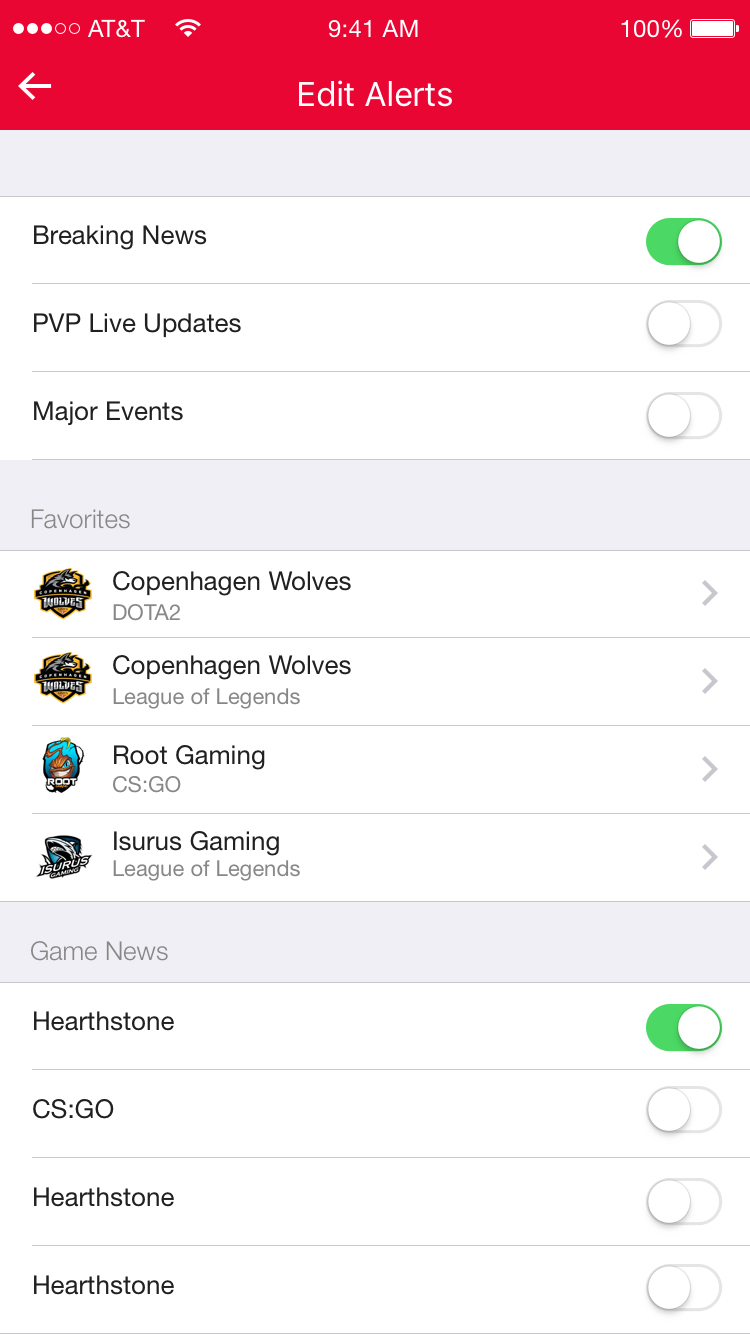 AT&T 9:41 AM 100%
Edit Alerts
Breaking News
PVP Live Updates
Major Events
Favorites
COPENHAGEN
WOLVES
Copenhagen Wolves
DOTA2
COPENHAGEN
WOLVES
Copenhagen Wolves
League of Legends
ROOT
Root Gaming
CS:GO
ISURUS
GAMING
Isurus Gaming
League of Legends
Game News
Hearthstone
CS:GO
Hearthstone
Hearthstone